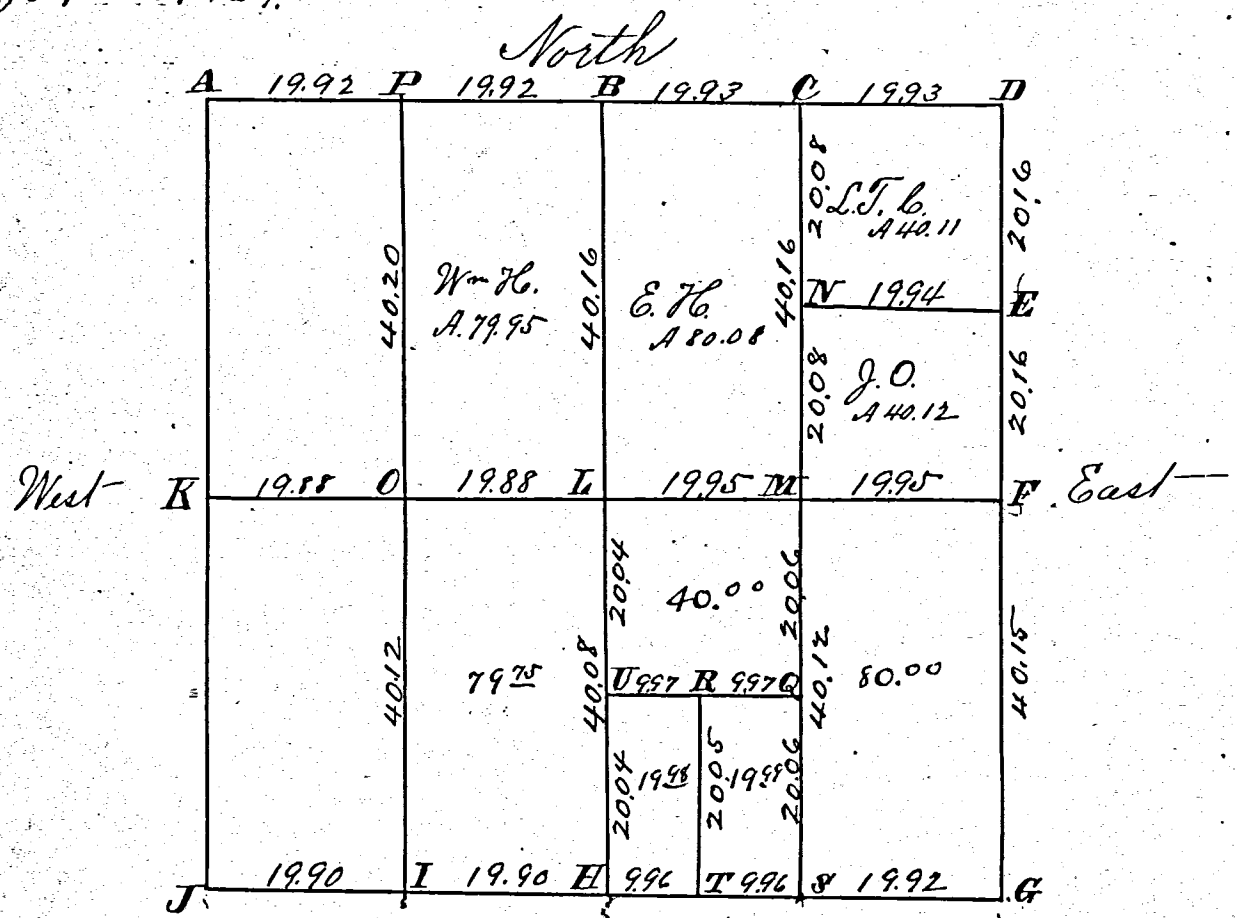 North
A 19.92 P 19.92 B 19.93 C 19.93 D
20.08
20.16
L.T. C.
A 40.11
40.20
Wm H.
A. 79.95
40.16
E. H.
A 80.08
40.16
N 19.94 E
20.08
J. O.
A 40.12
20.16
West K 19.88 O 19.88 L 19.95 M 19.95 F East
20.04
40.00
20.06
40.12
79 75
40.08
U 9.97 R 9.97 Q
40.12
80.00
40.15
20.04
19 98
20.05
19 99
20.06
J 19.90 I 19.90 H 9.96 T 9.96 S 19.92 G